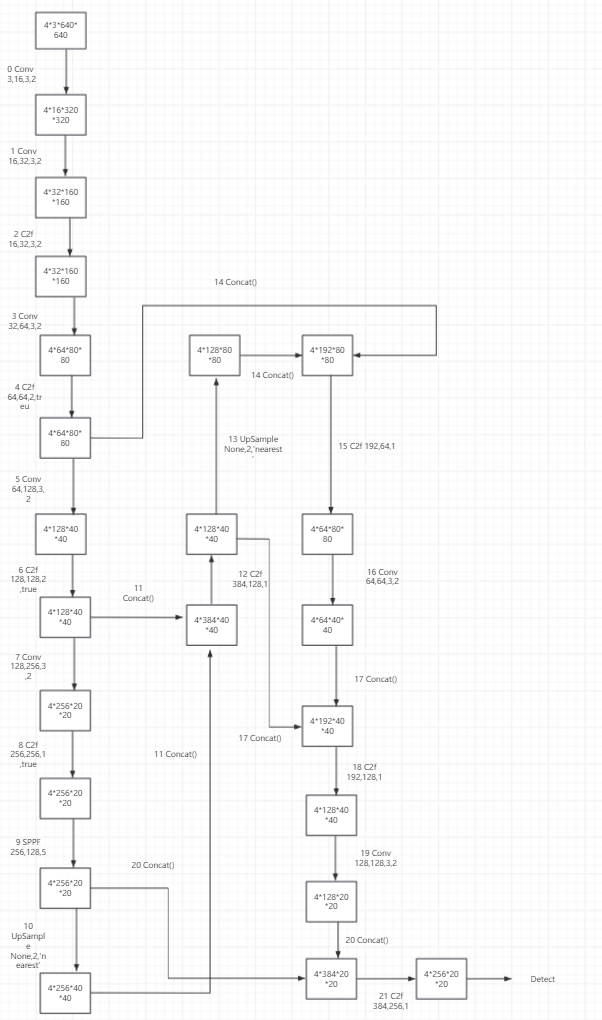 4*3*640*
640
0 Conv
3,16,3,2
4*16*320
*320
1 Conv
16,32,3,2
4*32*160
*160
2 C2f
16,32,3,2
4*32*160
*160
3 Conv
32,64,3,2
4*64*80*
80
4 C2f
64,64,2,tr
eu
4*64*80*
80
5 Conv
64,128,3,
2
4*128*40
*40
6 C2f
128,128,2
,true
4*128*40
*40
7 Conv
128,256,3
,2
4*256*20
*20
8 C2f
256,256,1
,true
4*256*20
*20
9 SPPF
256,128,5
4*256*20
*20
10
UpSampl
e
None,2,'n
earest'
4*256*40
*40
11
Concat()
11 Concat()
4*384*40
*40
12 C2f
384,128,1
4*128*40
*40
13 UpSample
None,2,'nearest
'
4*128*80
*80
14 Concat()
14 Concat()
4*192*80
*80
15 C2f 192,64,1
4*64*80*
80
16 Conv
64,64,3,2
4*64*40*
40
17 Concat()
17 Concat()
4*192*40
*40
18 C2f
192,128,1
4*128*40
*40
19 Conv
128,128,3,2
4*128*20
*20
20 Concat()
20 Concat()
4*384*20
*20
21 C2f
384,256,1
4*256*20
*20
Detect